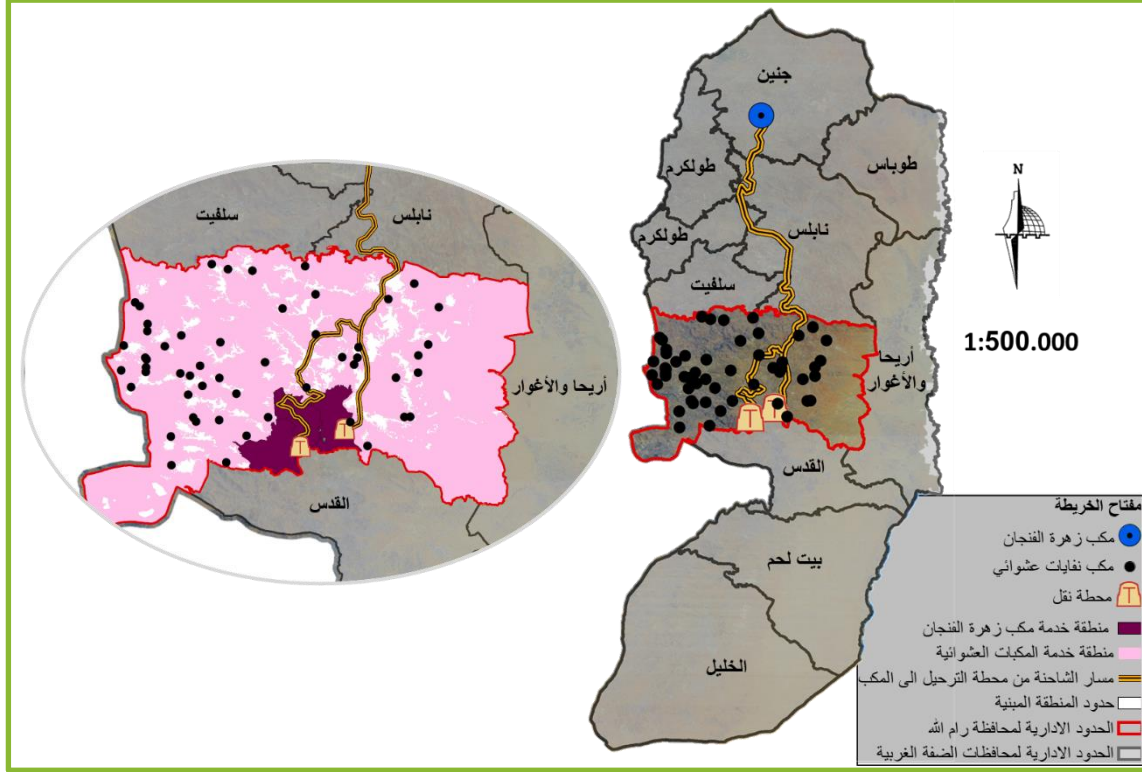 سلفيت
نابلس
أريحا والأغوار
القدس
جنين
طولكرم
طوباس
نابلس
طولكرم
سلفيت
أريحا
والأغوار
القدس
بيت لحم
الخليل
N
1:500.000
مفتاح الخريطة
مكب زهرة الفنجان
مكب نفايات عشوائي
محطة نقل
منطقة خدمة مكب زهرة الفنجان
منطقة خدمة المكبات العشوائية
مسار الشاحنة من محطة الترحيل الى المكب
حدود المنطقة المبنية
الحدود الادارية لمحافظة رام الله
الحدود الادارية لمحافظات الضفة الغربية